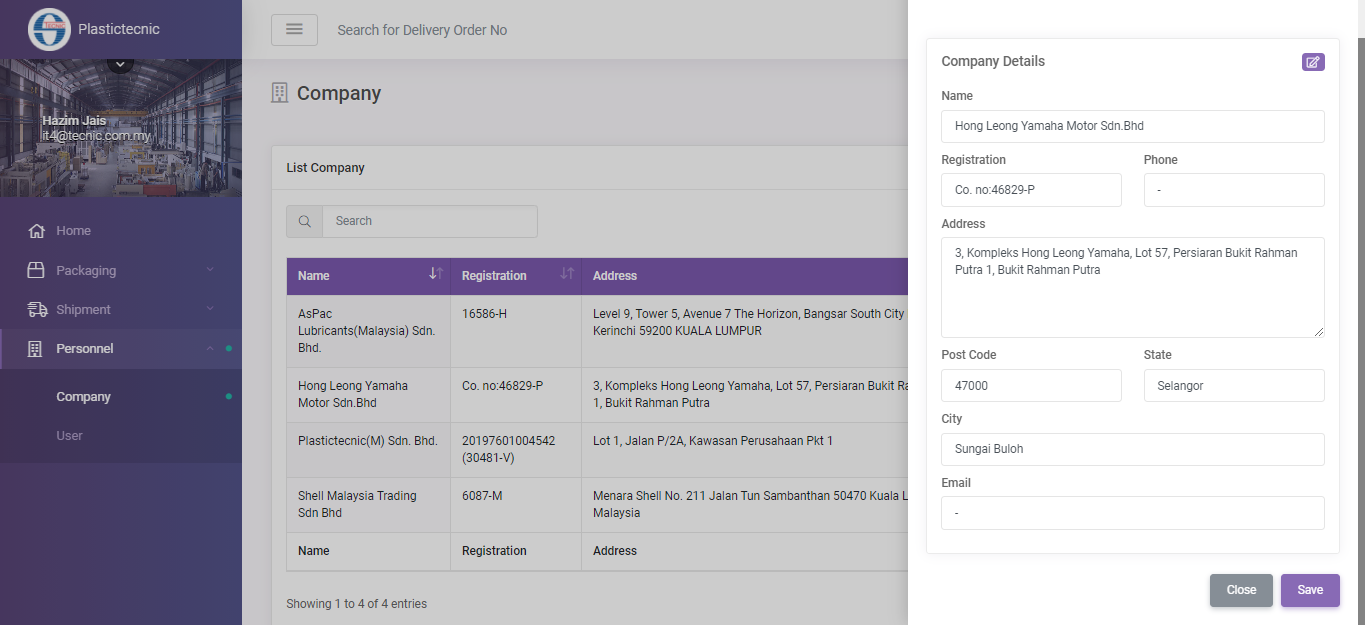 TECNIC
Plastictecnic
Hazim Jais
it4@tecnic.com.my
Home
Packaging
Shipment
Personnel
Company
User
Search for Delivery Order No
Company
List Company
Search
Name Registration Address
AsPac 16586-H Level 9, Tower 5, Avenue 7 The Horizon, Bangsar South City
Lubricants(Malaysia) Sdn. Kerinchi 59200 KUALA LUMPUR
Bhd.
Hong Leong Yamaha Co. no:46829-P 3, Kompleks Hong Leong Yamaha, Lot 57, Persiaran Bukit Ra
Motor Sdn.Bhd 1, Bukit Rahman Putra
Plastictecnic(M) Sdn. Bhd. 20197601004542 Lot 1, Jalan P/2A, Kawasan Perusahaan Pkt 1
(30481-V)
Shell Malaysia Trading 6087-M Menara Shell No. 211 Jalan Tun Sambanthan 50470 Kuala L
Sdn Bhd Malaysia
Name Registration Address
Showing 1 to 4 of 4 entries
Company Details
Name
Hong Leong Yamaha Motor Sdn.Bhd
Registration Phone
Co. no:46829-P -
Address
3, Kompleks Hong Leong Yamaha, Lot 57, Persiaran Bukit Rahman
Putra 1, Bukit Rahman Putra
Post Code State
47000 Selangor
City
Sungai Buloh
Email
-
Close Save